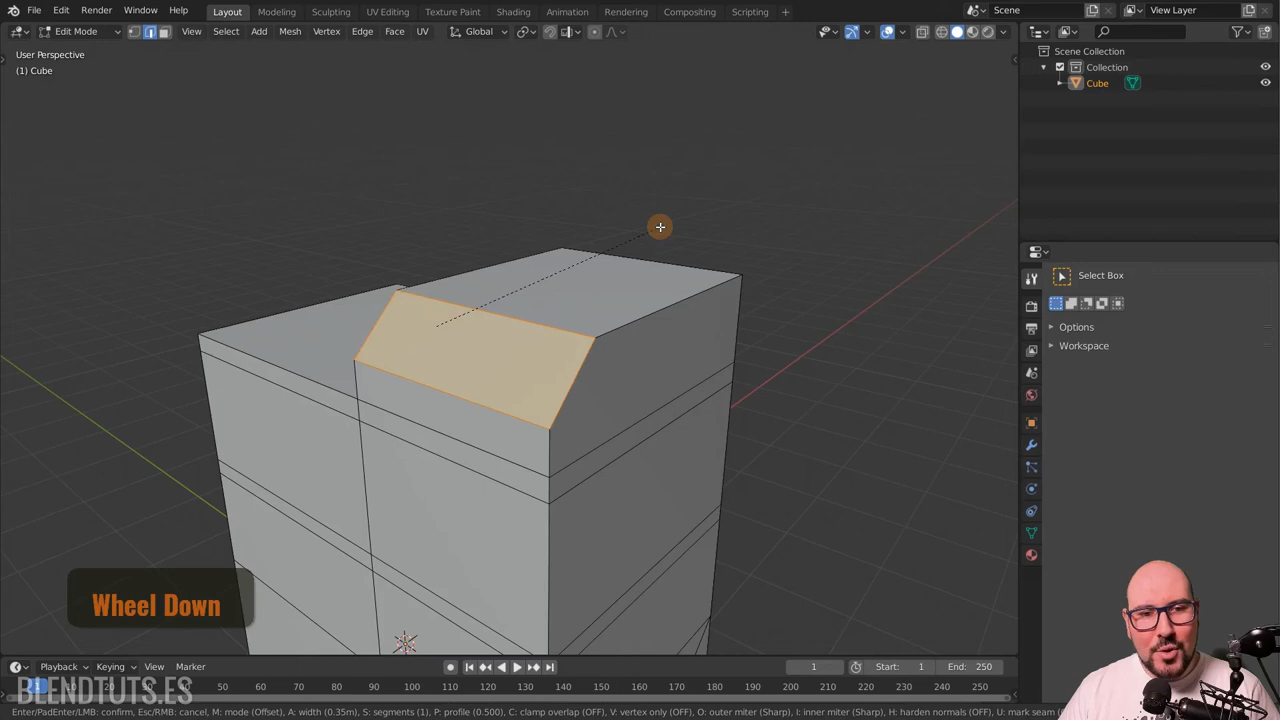 File Edit Render Window Help Layout Modeling Sculpting UV Editing Texture Paint Shading Animation Rendering Compositing Scripting + Scene View Layer
Edit Mode View Select Add Mesh Vertex Edge Face UV Global
User Perspective
(1) Cube
Scene Collection
Collection
Cube
Select Box
Options
Workspace
Wheel Down
Playback Keying View Marker 1 Start: 1 End: 250
1 50 60 70 80 90 100 110 120 130 140 150 160 170 180 190 200 210 220 230 240 250
BLENDTUTS.ES
Enter/PadEnter/LMB: confirm, Esc/RMB: cancel, M: mode (Offset), A: width (0.35m), S: segments (1), P: profile (0.500), C: clamp overlap (OFF), V: vertex only (OFF), O: outer miter (Sharp), I: inner miter (Sharp), H: harden normals (OFF), U: mark seam (